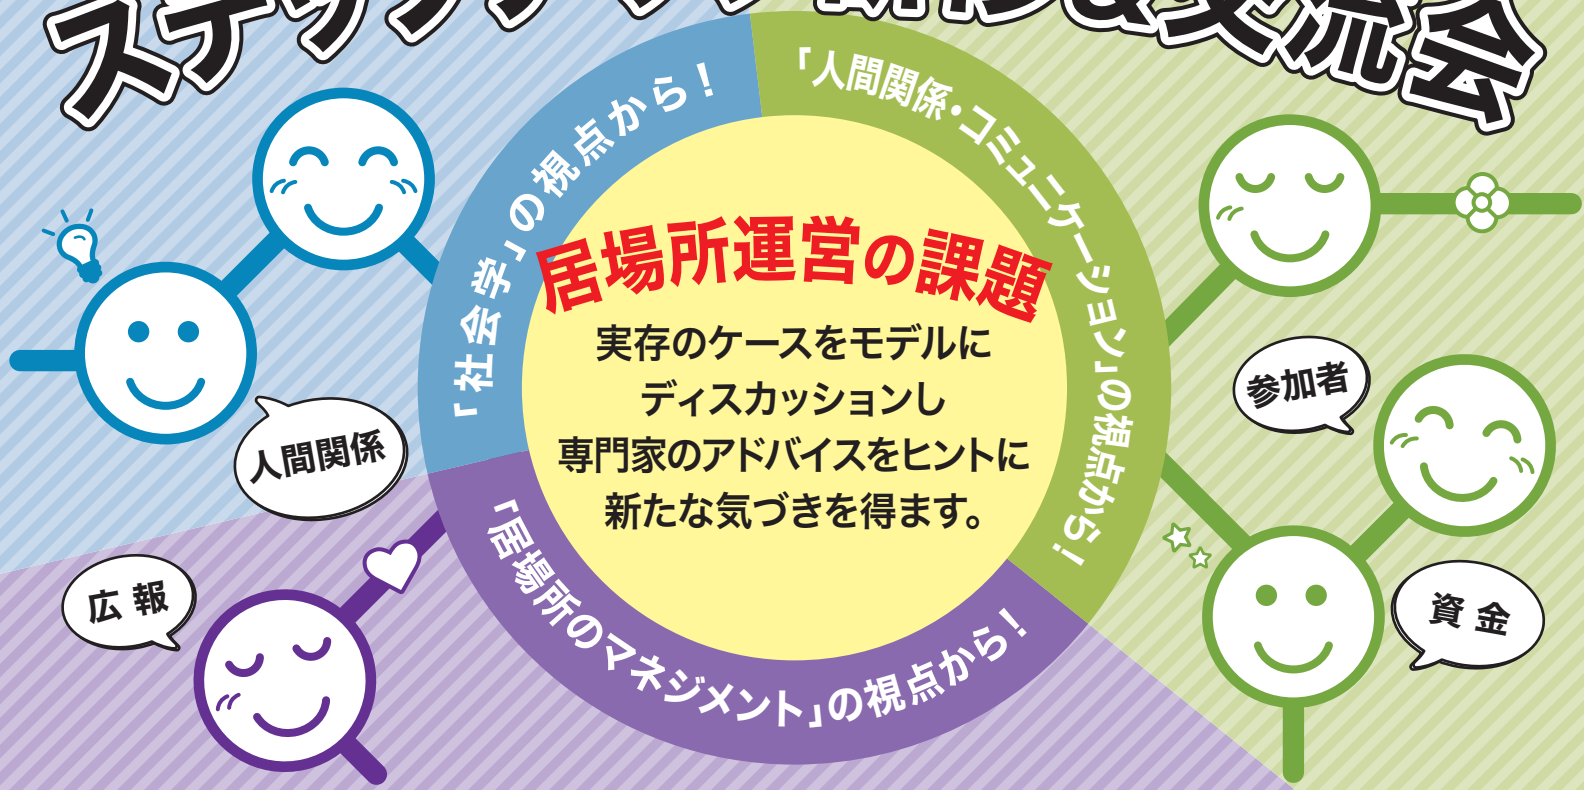 交流会
「社会学」の視点から！
「人間関係・コミュニケーション」の視点から！
居場所運営の課題
実存のケースをモデルに
ディスカッションし
専門家のアドバイスをヒントに
新たな気づきを得ます。
「居場所のマネジメント」の視点から！
人間関係
広報
参加者
資金